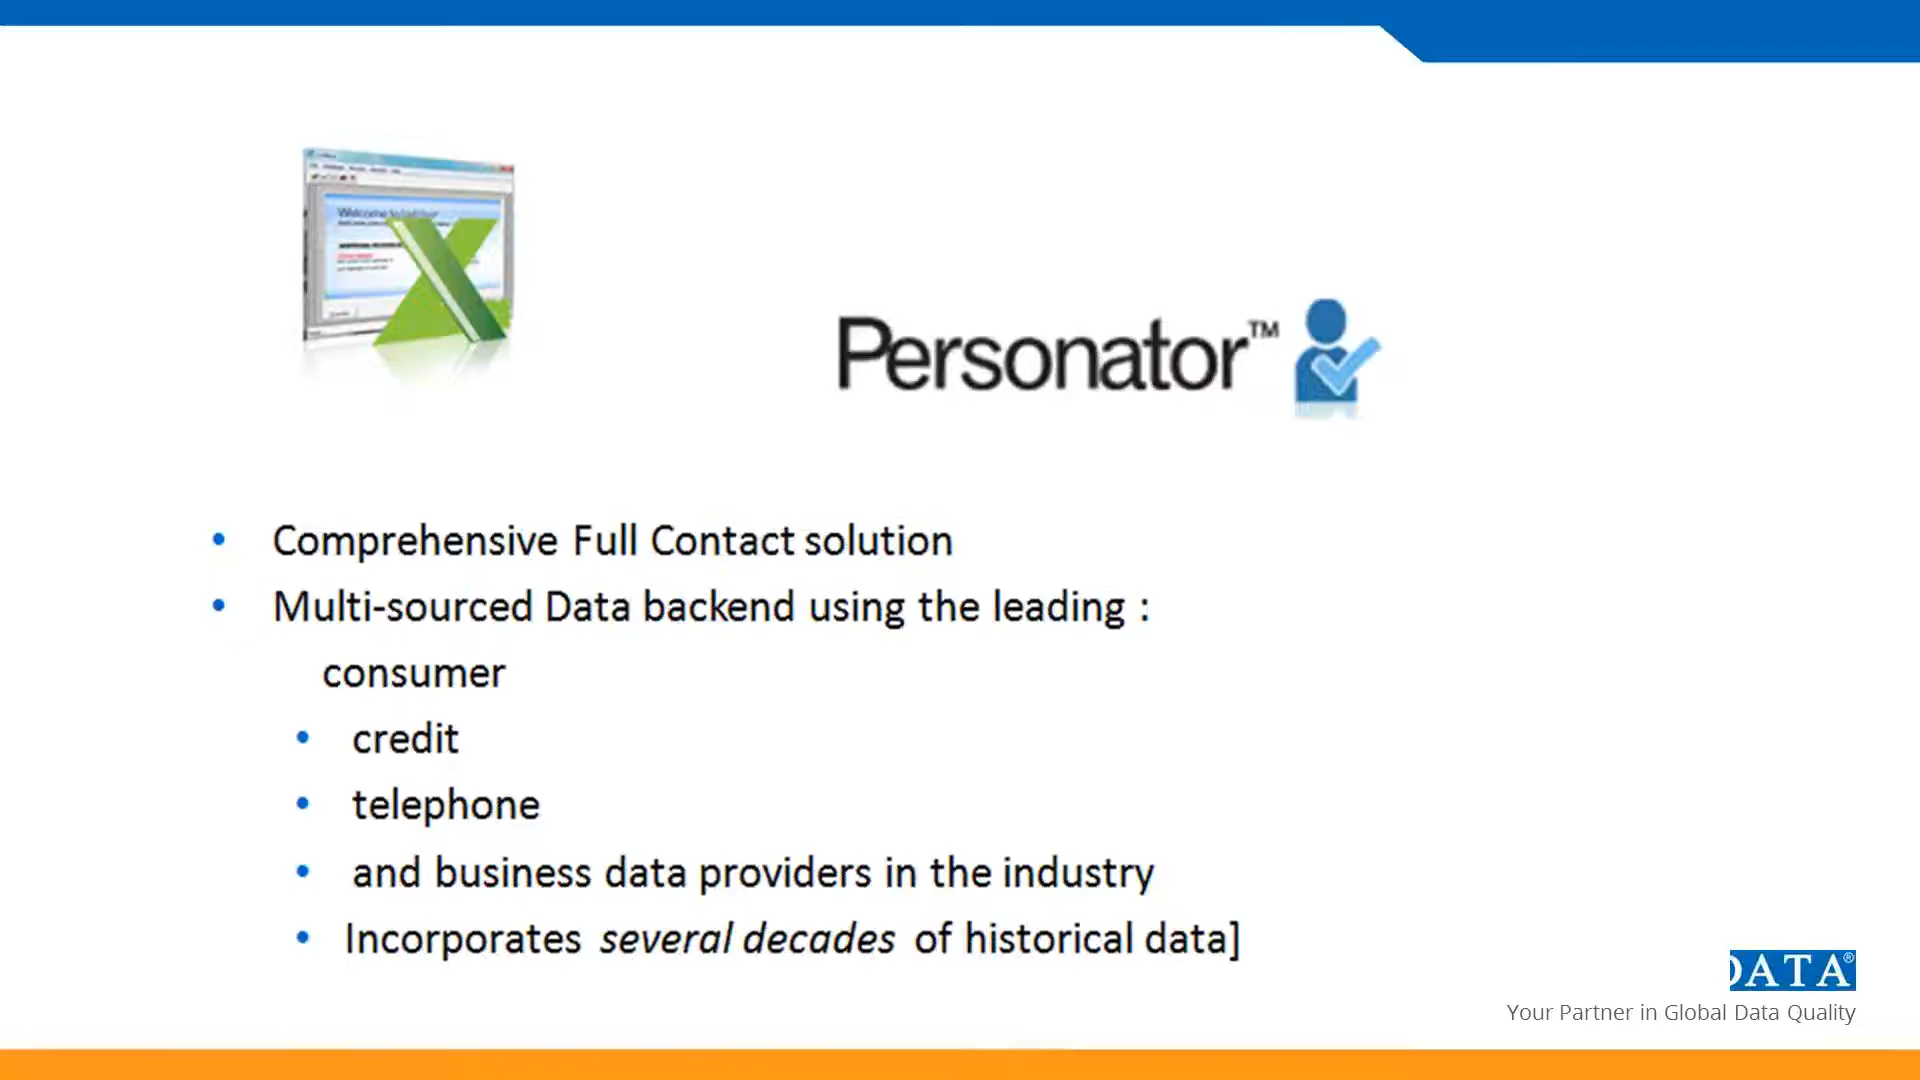 Personator™
• Comprehensive Full Contact solution
• Multi-sourced Data backend using the leading :
consumer
• credit
• telephone
• and business data providers in the industry
• Incorporates several decades of historical data]
DATA®
Your Partner in Global Data Quality